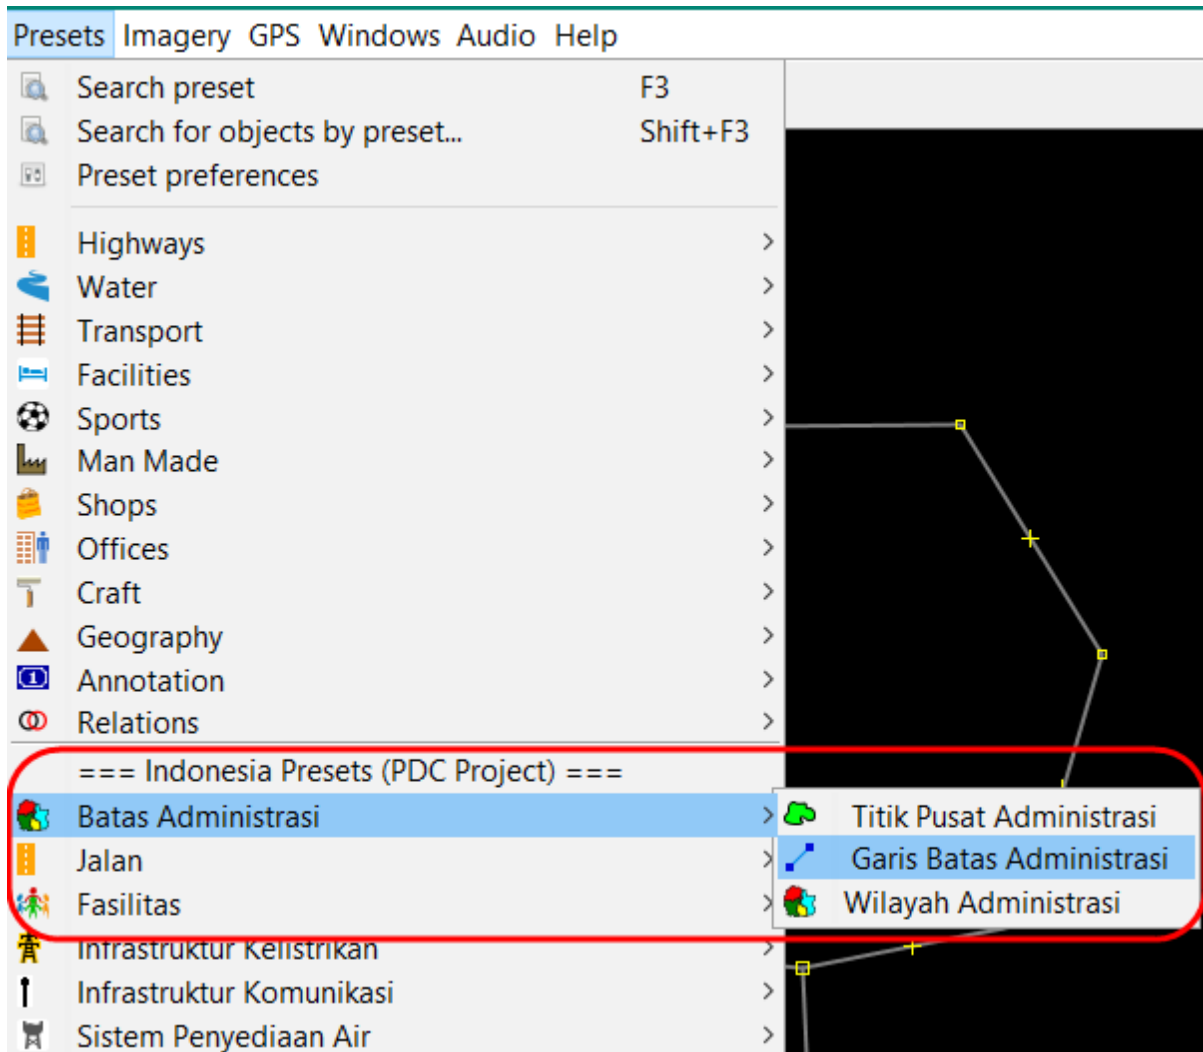 Presets Imagery GPS Windows Audio Help
Search preset F3
Search for objects by preset... Shift+F3
Preset preferences
Highways
Water
Transport
Facilities
Sports
Man Made
Shops
Offices
Craft
Geography
Annotation
Relations
=== Indonesia Presets (PDC Project) ===
Batas Administrasi
Titik Pusat Administrasi
Jalan
Garis Batas Administrasi
Fasilitas
Wilayah Administrasi
Infrastruktur Kelistrikan
Infrastruktur Komunikasi
Sistem Penyediaan Air